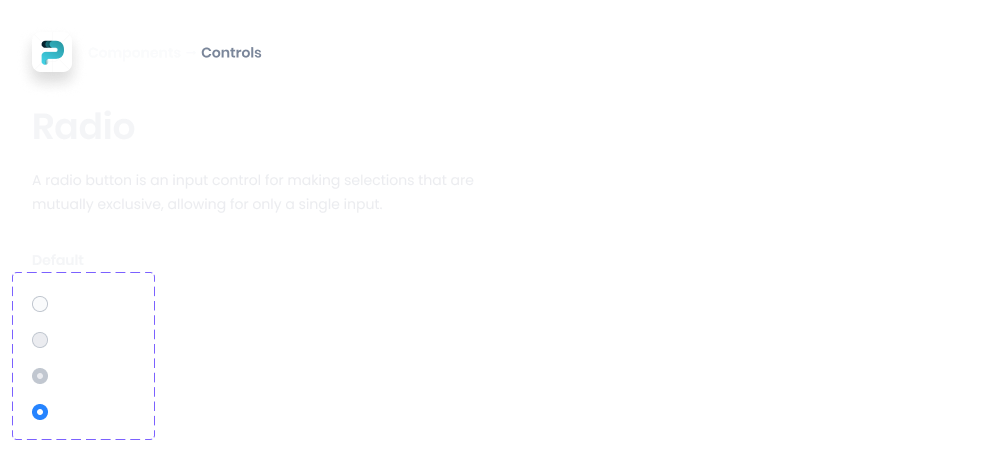 Components — Controls
Radio
A radio button is an input control for making selections that are
mutually exclusive, allowing for only a single input.
Default